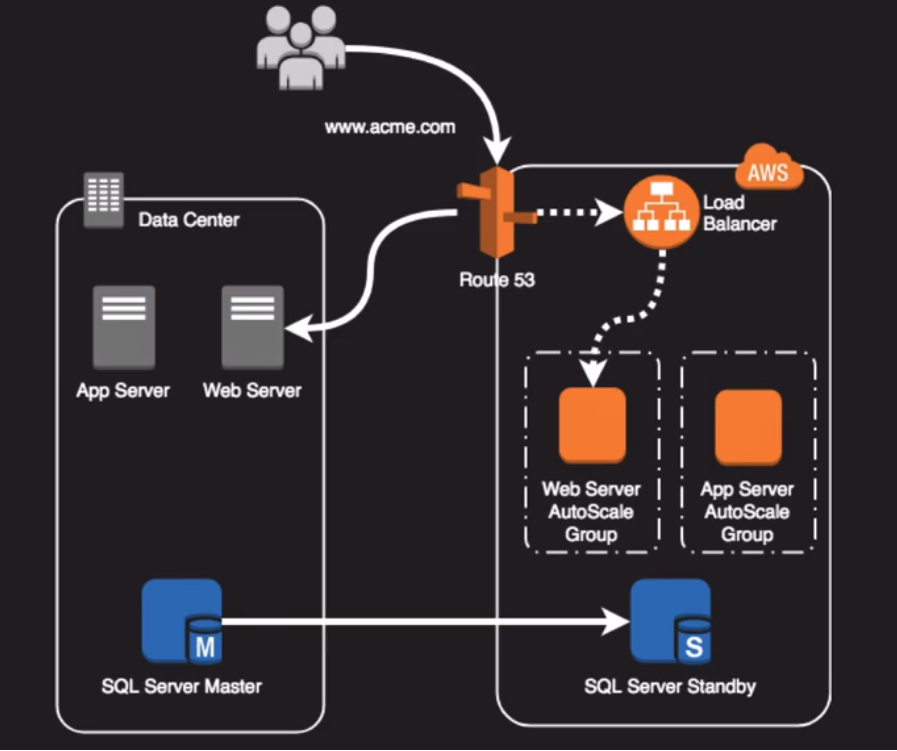 www.acme.com
AWS
Data Center
Load
Balancer
Route 53
App Server
Web Server
Web Server
AutoScale
Group
App Server
AutoScale
Group
M
S
SQL Server Master
SQL Server Standby